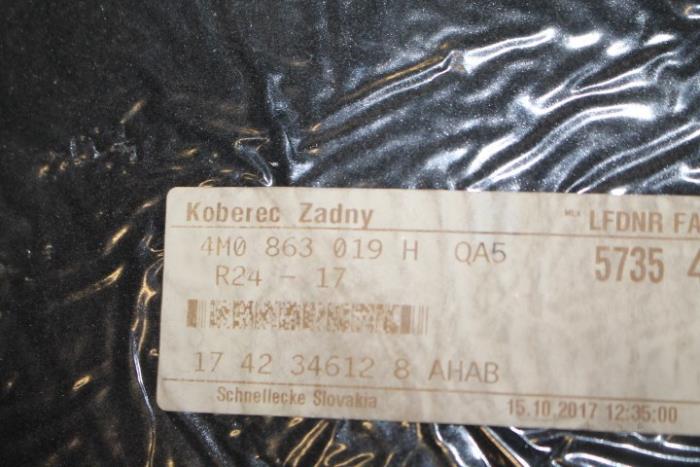 Koberec Zadny
LFDNR FA
4M0 863 019 H QA5
5735 4
R24 - 17
17 42 34612 8 AHAB
Schnellecke Slovakia
15.10.2017 12:35:00